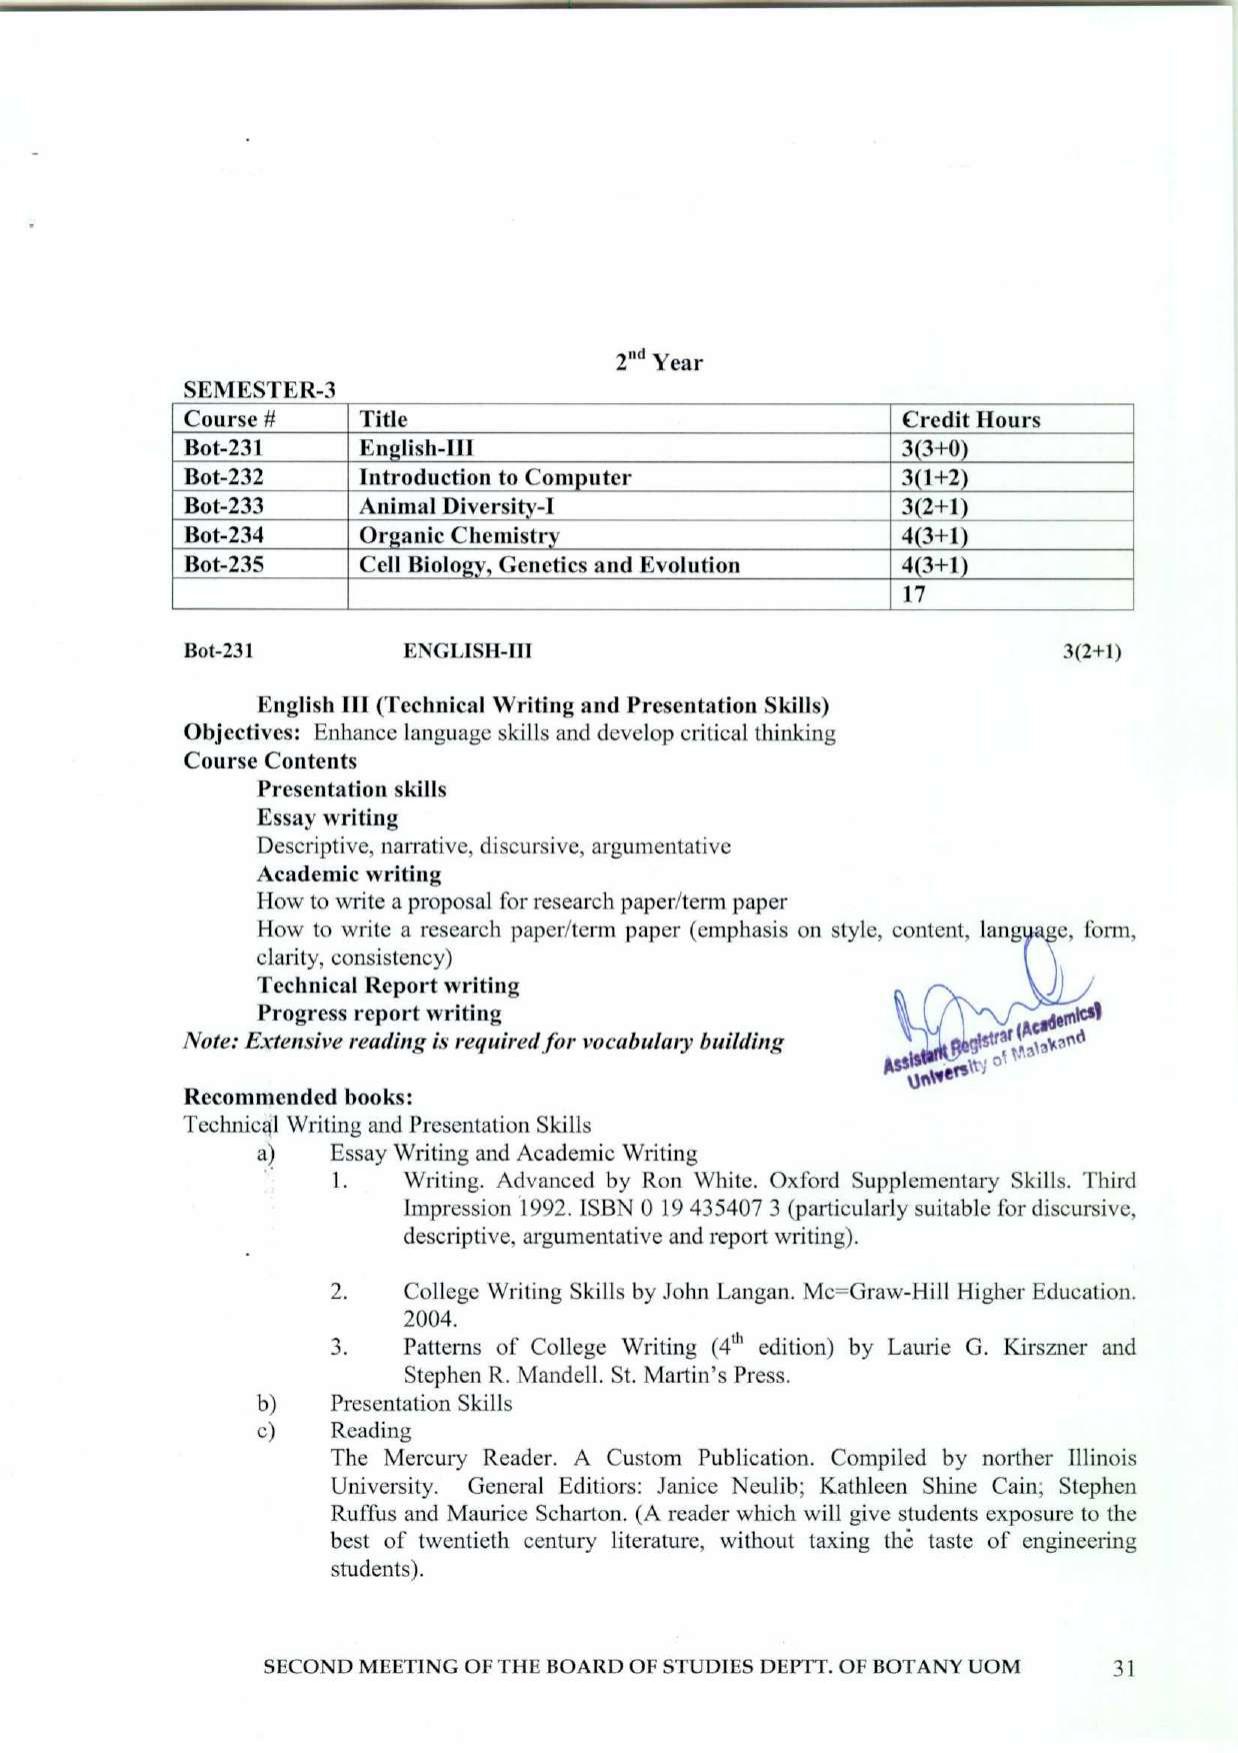 2nd Year
SEMESTER-3
Course # Title Credit Hours
Bot-231 English-III 3(3+0)
Bot-232 Introduction to Computer 3(1+2)
Bot-233 Animal Diversity-I 3(2+1)
Bot-234 Organic Chemistry 4(3+1)
Bot-235 Cell Biology, Genetics and Evolution 4(3+1)
17
Bot-231 ENGLISH-III 3(2+1)
English III (Technical Writing and Presentation Skills)
Objectives: Enhance language skills and develop critical thinking
Course Contents
Presentation skills
Essay writing
Descriptive, narrative, discursive, argumentative
Academic writing
How to write a proposal for research paper/term paper
How to write a research paper/term paper (emphasis on style, content, language, form,
clarity, consistency)
Technical Report writing
Progress report writing
Note: Extensive reading is required for vocabulary building
Assistant Registrar (Academics)
University of Malakand
Recommended books:
Technical Writing and Presentation Skills
a) Essay Writing and Academic Writing
1. Writing. Advanced by Ron White. Oxford Supplementary Skills. Third
Impression 1992. ISBN 0 19 435407 3 (particularly suitable for discursive,
descriptive, argumentative and report writing).
2. College Writing Skills by John Langan. Mc=Graw-Hill Higher Education.
2004.
3. Patterns of College Writing (4th edition) by Laurie G. Kirszner and
Stephen R. Mandell. St. Martin's Press.
b) Presentation Skills
c) Reading
The Mercury Reader. A Custom Publication. Compiled by norther Illinois
University. General Editiors: Janice Neulib; Kathleen Shine Cain; Stephen
Ruffus and Maurice Scharton. (A reader which will give students exposure to the
best of twentieth century literature, without taxing the taste of engineering
students).
SECOND MEETING OF THE BOARD OF STUDIES DEPTT. OF BOTANY UOM 31